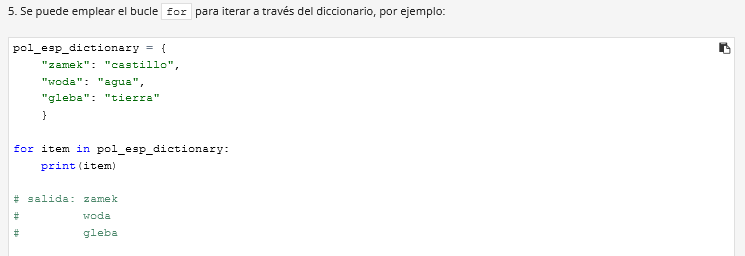 5. Se puede emplear el bucle for para iterar a través del diccionario, por ejemplo:
pol_esp_dictionary = {
    "zamek": "castillo",
    "woda": "agua",
    "gleba": "tierra"
    }

for item in pol_esp_dictionary:
    print(item)

# salida: zamek
#         woda
#         gleba